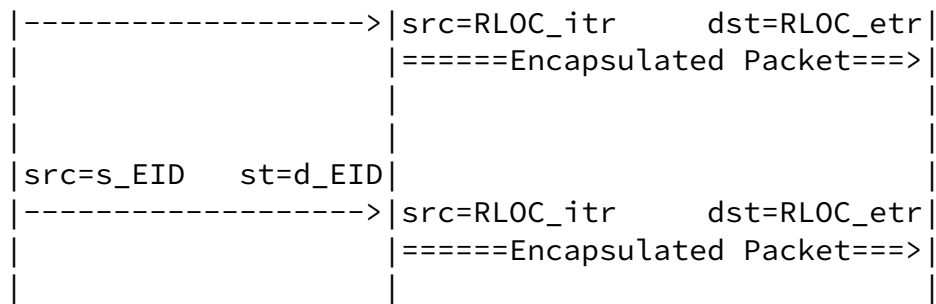 |------------------->|src=RLOC_itr     dst=RLOC_etr|
|                    |======Encapsulated Packet===>|
|                    |                             |
|                    |                             |
|src=s_EID   st=d_EID|                             |
|------------------->|src=RLOC_itr     dst=RLOC_etr|
|                    |======Encapsulated Packet===>|
|                    |                             |